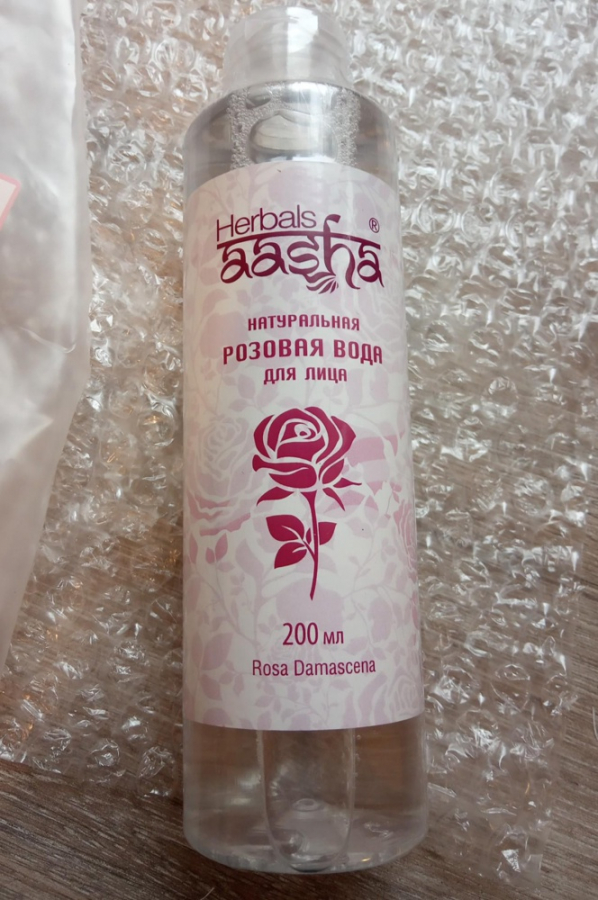 Herbals
aasha®
НАТУРАЛЬНАЯ
РОЗОВАЯ ВОДА
ДЛЯ ЛИЦА
200 мл
Rosa Damascena